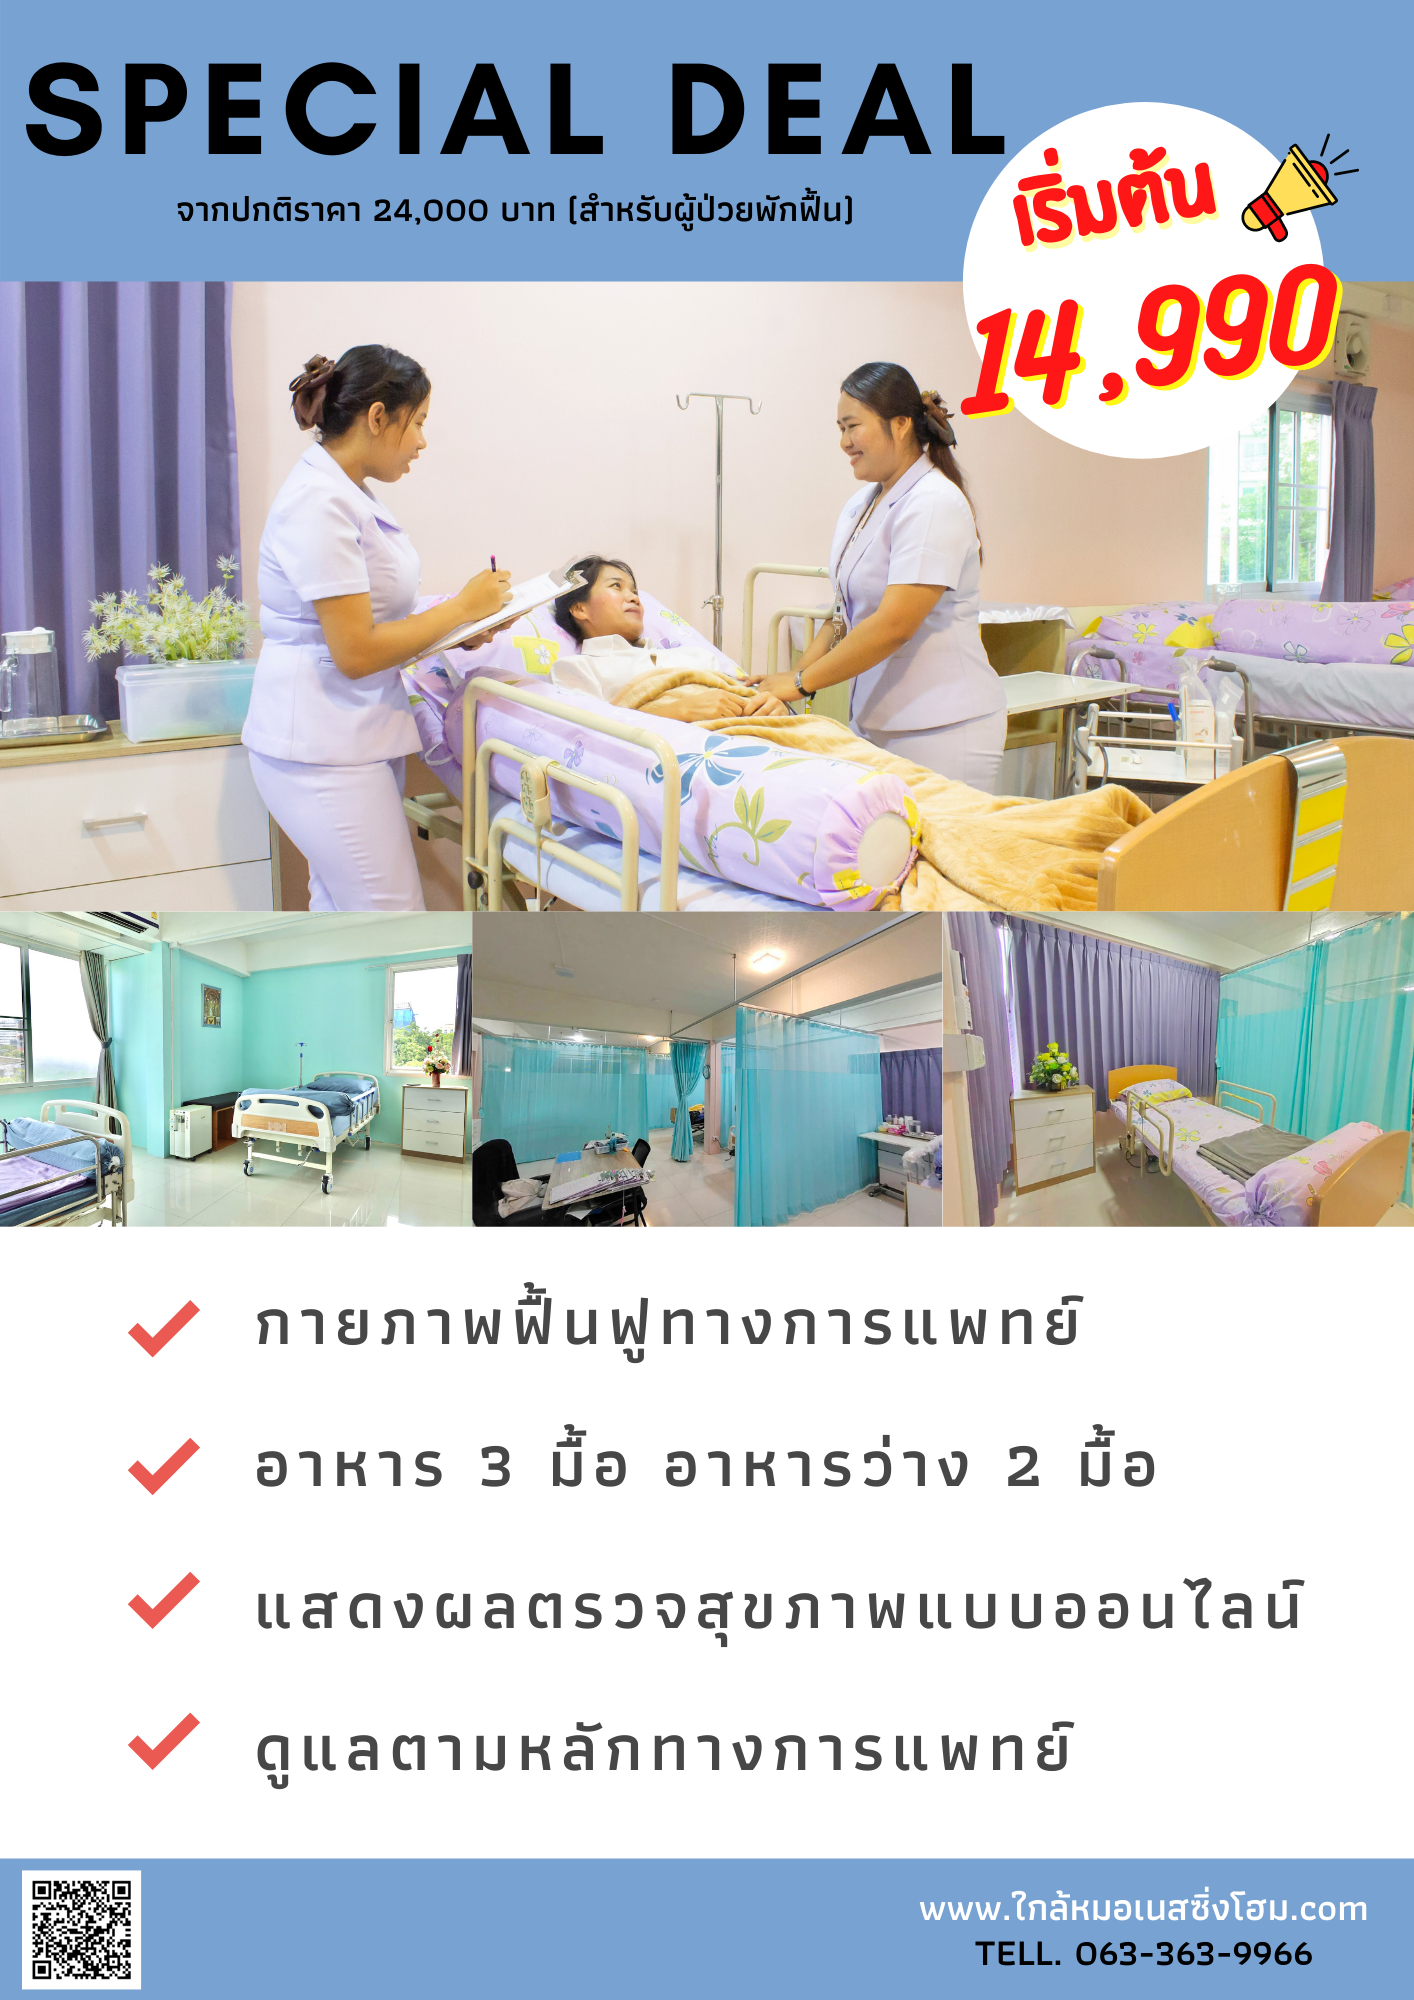 SPECIAL DEAL
จากปกติราคา 24,000 บาท (สำหรับผู้ป่วยพักฟื้น)
เริ่มต้น
14,990
กายภาพฟื้นฟูทางการแพทย์
อาหาร 3 มื้อ อาหารว่าง 2 มื้อ
แสดงผลตรวจสุขภาพแบบออนไลน์
ดูแลตามหลักทางการแพทย์
www.ใกล้หมอเนสซิ่งโฮม.com
TELL. 063-363-9966